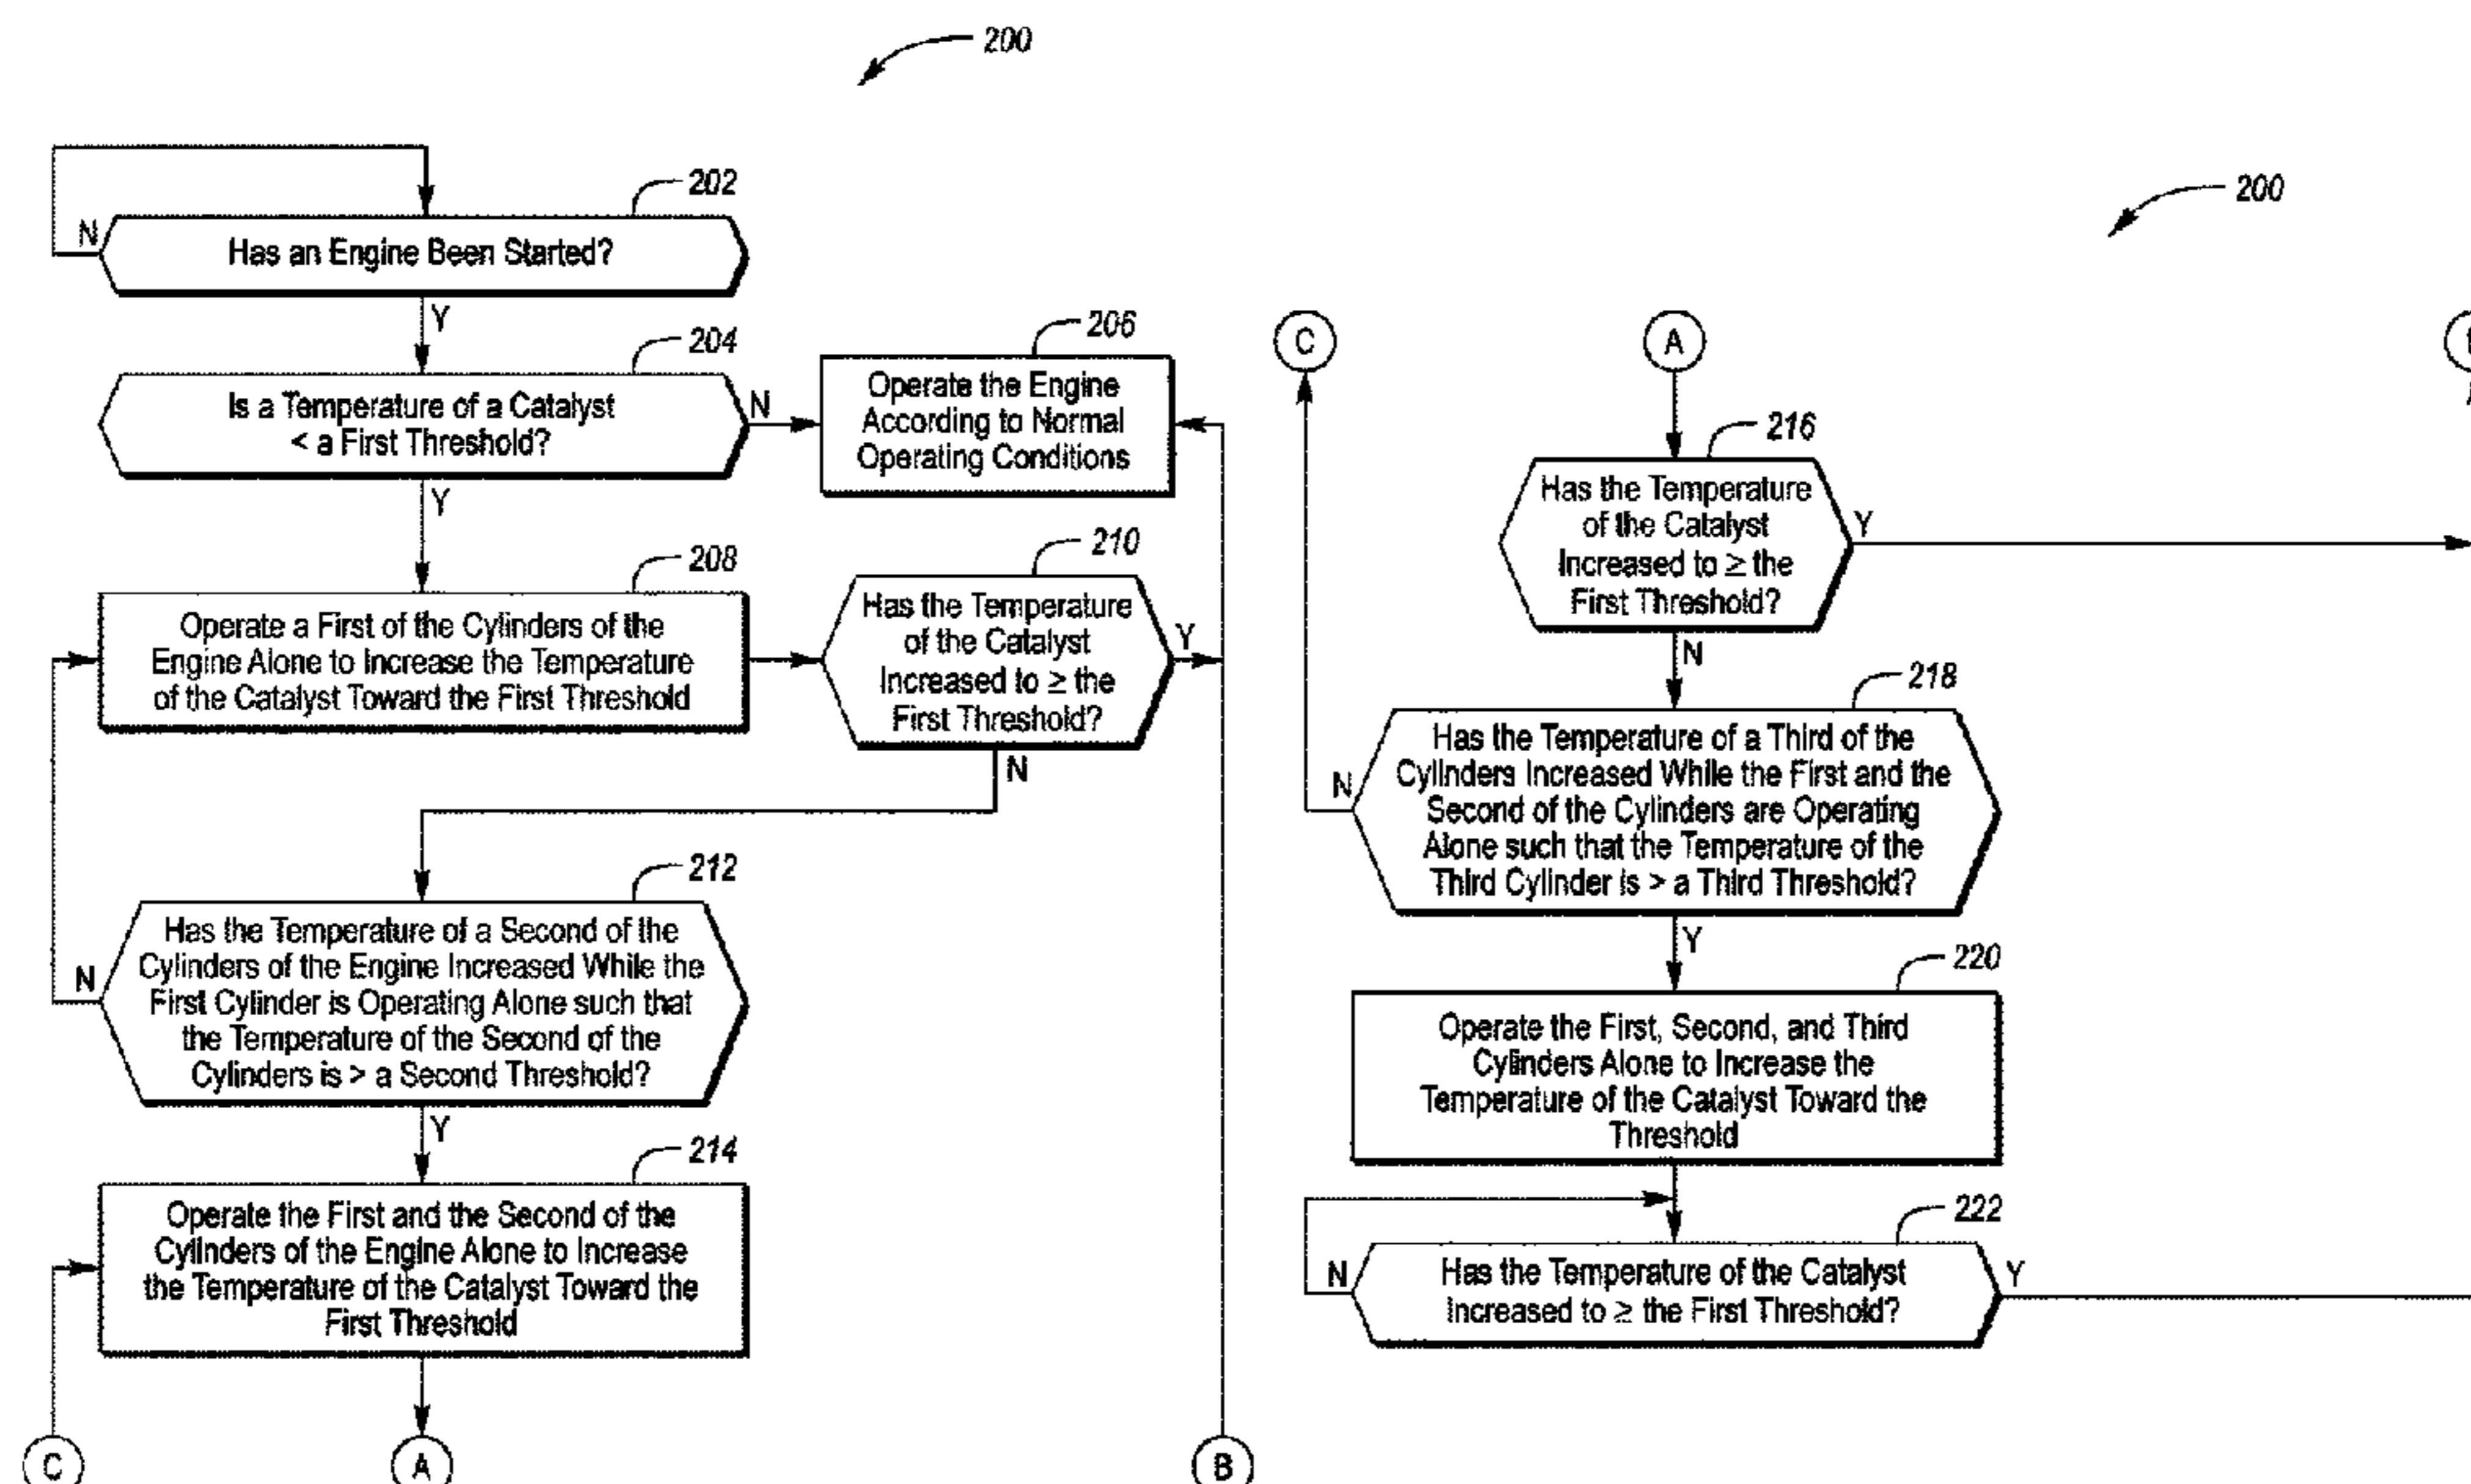 200
202
N
Has an Engine Been Started?
Y
204
Is a Temperature of a Catalyst
< a First Threshold?
N
Y
206
Operate the Engine
According to Normal
Operating Conditions
208
Operate a First of the Cylinders of the
Engine Alone to Increase the Temperature
of the Catalyst Toward the First Threshold
210
Has the Temperature
of the Catalyst
Increased to ≥ the
First Threshold?
Y
N
212
Has the Temperature of a Second of the
Cylinders of the Engine Increased While the
First Cylinder is Operating Alone such that
the Temperature of the Second of the
Cylinders is > a Second Threshold?
N
Y
214
Operate the First and the Second of the
Cylinders of the Engine Alone to Increase
the Temperature of the Catalyst Toward the
First Threshold
C
A
B
200
C
A
216
Has the Temperature
of the Catalyst
Increased to ≥ the
First Threshold?
Y
N
218
Has the Temperature of a Third of the
Cylinders Increased While the First and the
Second of the Cylinders are Operating
Alone such that the Temperature of the
Third Cylinder is > a Third Threshold?
N
Y
220
Operate the First, Second, and Third
Cylinders Alone to Increase the
Temperature of the Catalyst Toward the
Threshold
222
N
Has the Temperature of the Catalyst
Increased to ≥ the First Threshold?
Y